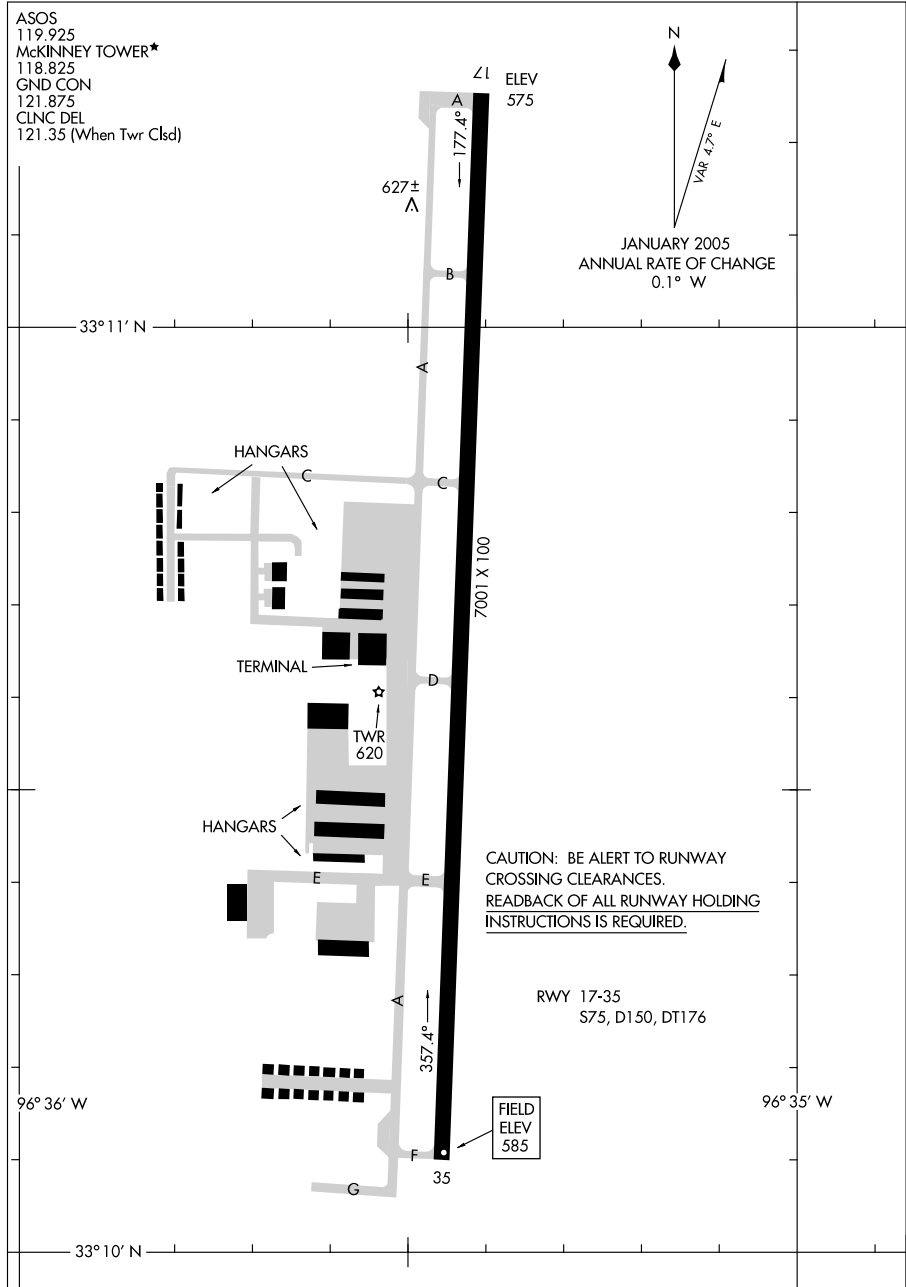 ASOS
119.925
McKINNEY TOWER★
118.825
GND CON
121.875
CLNC DEL
121.35 (When Twr Clsd)
17
ELEV
575
A
177.4°
627±
N
VAR 4.7° E
JANUARY 2005
ANNUAL RATE OF CHANGE
0.1° W
B
33° 11' N
A
HANGARS
C
C
7001 X 100
TERMINAL
D
TWR
620
HANGARS
E
E
CAUTION: BE ALERT TO RUNWAY
CROSSING CLEARANCES.
READBACK OF ALL RUNWAY HOLDING
INSTRUCTIONS IS REQUIRED.
A
357.4°
RWY 17-35
S75, D150, DT176
96° 36' W
96° 35' W
FIELD
ELEV
585
F
35
G
33° 10' N